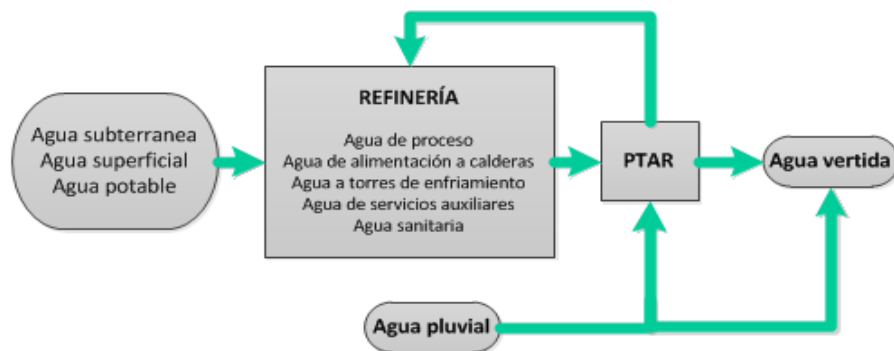 Agua subterranea
Agua superficial
Agua potable
REFINERÍA
Agua de proceso
Agua de alimentación a calderas
Agua a torres de enfriamiento
Agua de servicios auxiliares
Agua sanitaria
PTAR
Agua vertida
Agua pluvial